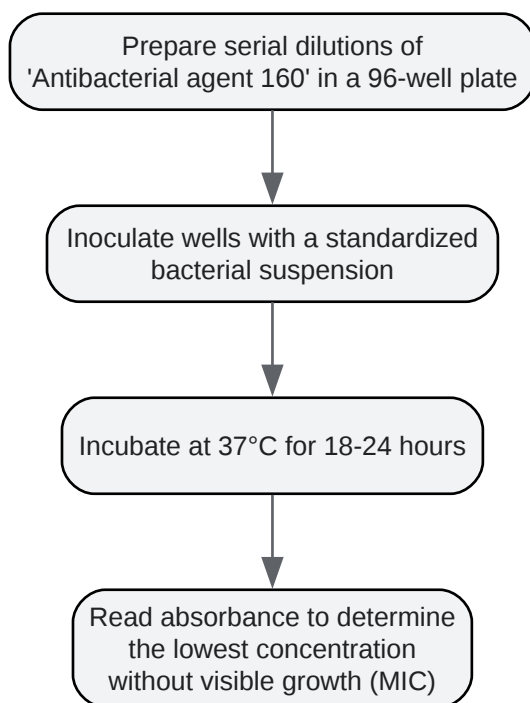 Prepare serial dilutions of
'Antibacterial agent 160' in a 96-well plate
Inoculate wells with a standardized
bacterial suspension
Incubate at 37°C for 18-24 hours
Read absorbance to determine
the lowest concentration
without visible growth (MIC)